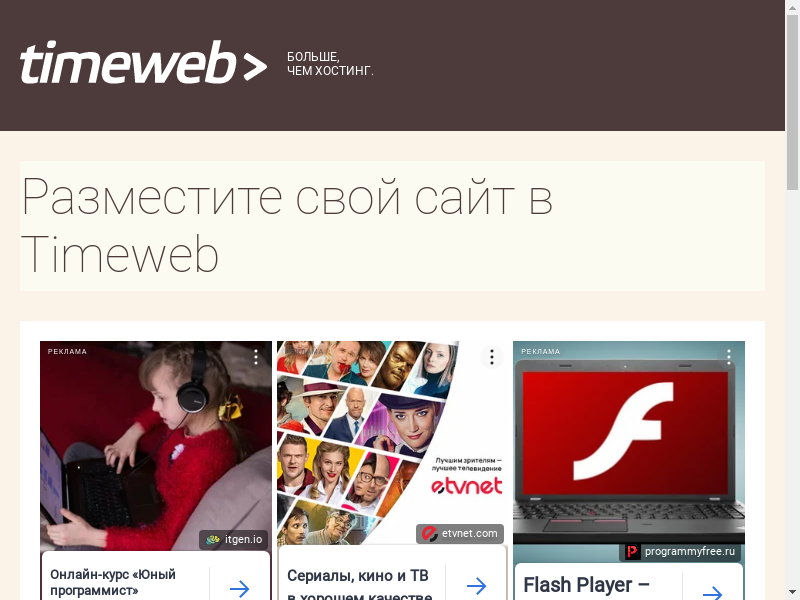 timeweb>
БОЛЬШЕ,
ЧЕМ ХОСТИНГ.
Разместите свой сайт в
Timeweb
РЕКЛАМА
itgen.io
Онлайн-курс «Юный
программист»
РЕКЛАМА
Лучшим зрителям –
лучшее телевидение
etvnet
etvnet.com
Сериалы, кино и ТВ
в хорошем качестве
РЕКЛАМА
programmyfree.ru
Flash Player –